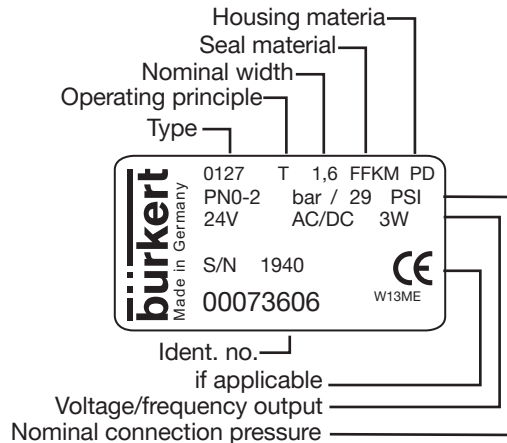 Housing materia
Seal material
Nominal width
Operating principle
Type
0127 T 1,6 FFKM PD
PN0-2 bar / 29 PSI
24V AC/DC 3W
S/N 1940
00073606
W13ME
CE
burkert
Made in Germany
Ident. no.
if applicable
Voltage/frequency output
Nominal connection pressure